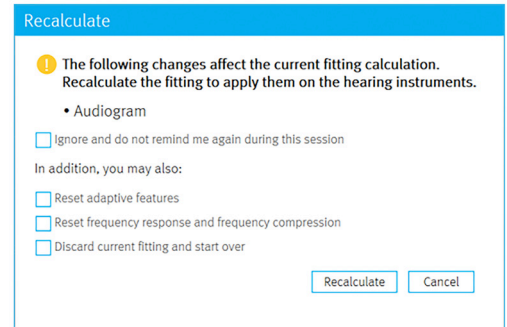 Recalculate
The following changes affect the current fitting calculation.
Recalculate the fitting to apply them on the hearing instruments.
• Audiogram
Ignore and do not remind me again during this session
In addition, you may also:
Reset adaptive features
Reset frequency response and frequency compression
Discard current fitting and start over
Recalculate Cancel